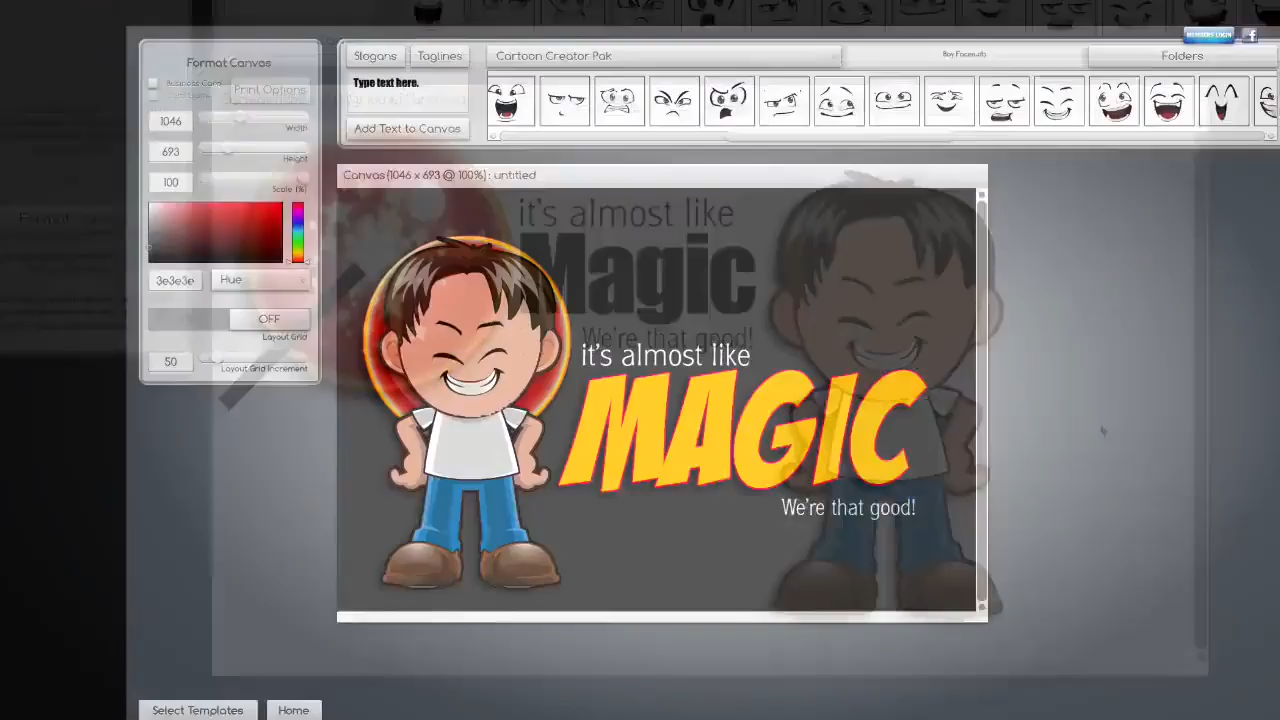 MEMBERS LOGIN
Format Canvas
Print Options
1046
Width
693
Height
100
Scale (%)
3e3e3e
Hue
OFF
Layout Grid
50
Layout Grid Increment
Slogans
Taglines
Type text here.
Add Text to Canvas
Cartoon Creator Pak
Folders
Canvas (1046 x 693 @ 100%) : untitled
it's almost like
Magic
We're that good!
it's almost like
MAGIC
We're that good!
Select Templates
Home